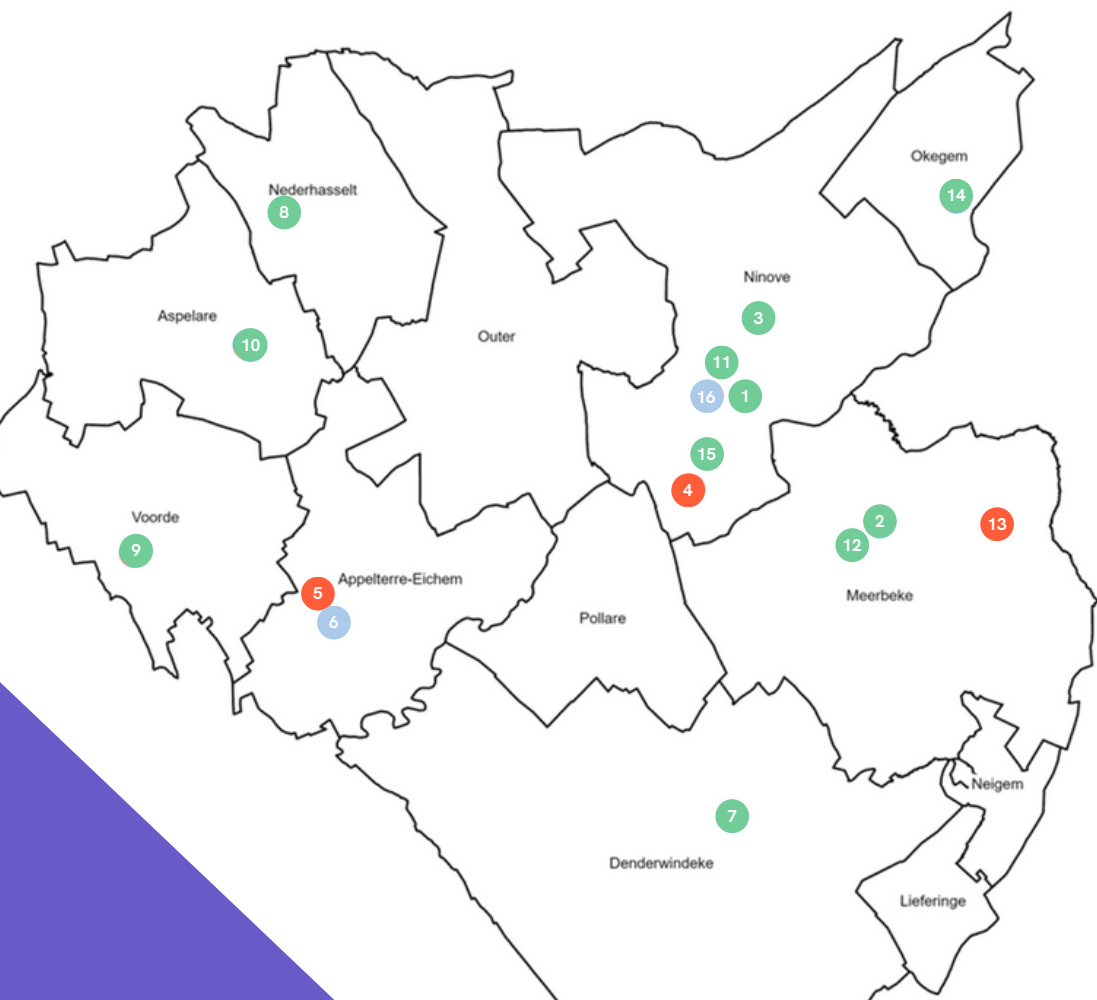 Okegem
14
Nederhasselt
8
Ninove
3
Aspelare
10
Outer
11
16
1
15
4
Voorde
9
2
12
13
Appelterre-Eichem
5
6
Meerbeke
Pollare
Neigem
7
Denderwindeke
Lieferinge